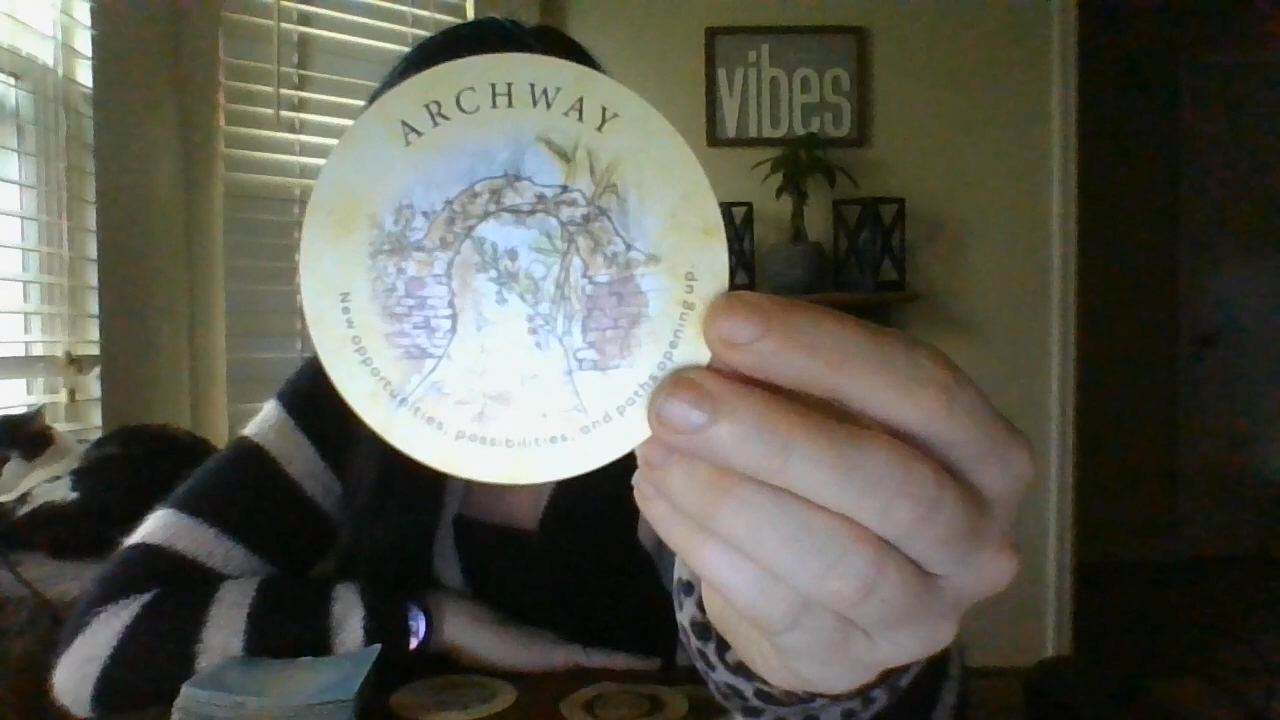 ARCHWAY
New opportunities, possibilities, and paths opening up.
vibes